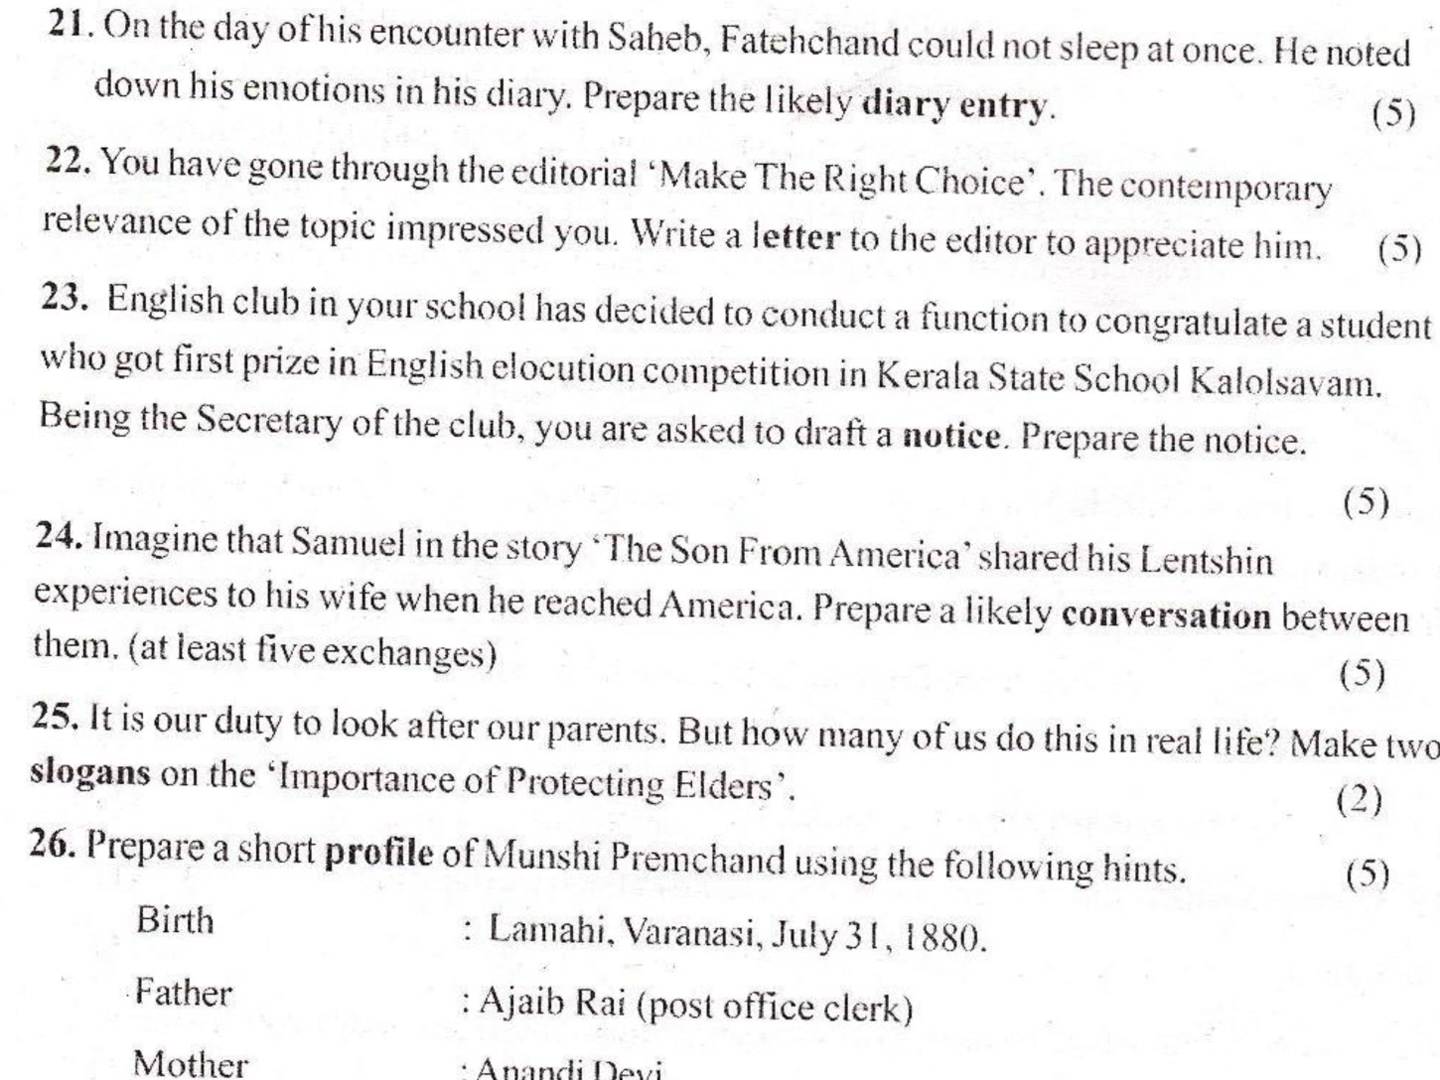 21. On the day of his encounter with Saheb, Fatehchand could not sleep at once. He noted
down his emotions in his diary. Prepare the likely diary entry. (5)
22. You have gone through the editorial ‘Make The Right Choice’. The contemporary
relevance of the topic impressed you. Write a letter to the editor to appreciate him. (5)
23. English club in your school has decided to conduct a function to congratulate a student
who got first prize in English elocution competition in Kerala State School Kalolsavam.
Being the Secretary of the club, you are asked to draft a notice. Prepare the notice.
(5)
24. Imagine that Samuel in the story ‘The Son From America’ shared his Lentshin
experiences to his wife when he reached America. Prepare a likely conversation between
them. (at least five exchanges) (5)
25. It is our duty to look after our parents. But how many of us do this in real life? Make two
slogans on the ‘Importance of Protecting Elders’. (2)
26. Prepare a short profile of Munshi Premchand using the following hints. (5)
Birth : Lamahi, Varanasi, July 31, 1880.
Father : Ajaib Rai (post office clerk)
Mother : Anandi Devi